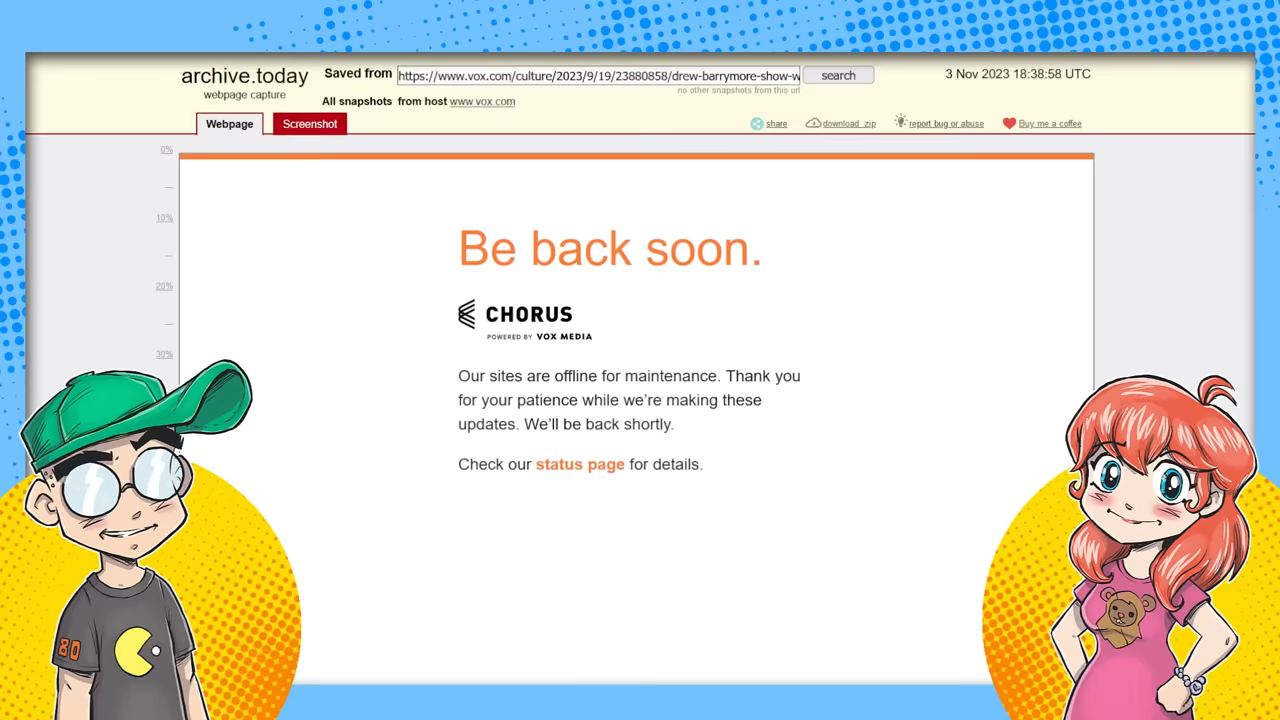 archive.today
webpage capture
Saved from
https://www.vox.com/culture/2023/9/19/23880858/drew-barrymore-show-w
search
3 Nov 2023 18:38:58 UTC
no other snapshots from this url
All snapshots from host www.vox.com
Webpage
Screenshot
share
download .zip
report bug or abuse
Buy me a coffee
0%
10%
20%
30%
Be back soon.
CHORUS
POWERED BY VOX MEDIA
Our sites are offline for maintenance. Thank you
for your patience while we're making these
updates. We'll be back shortly.
Check our status page for details.
80